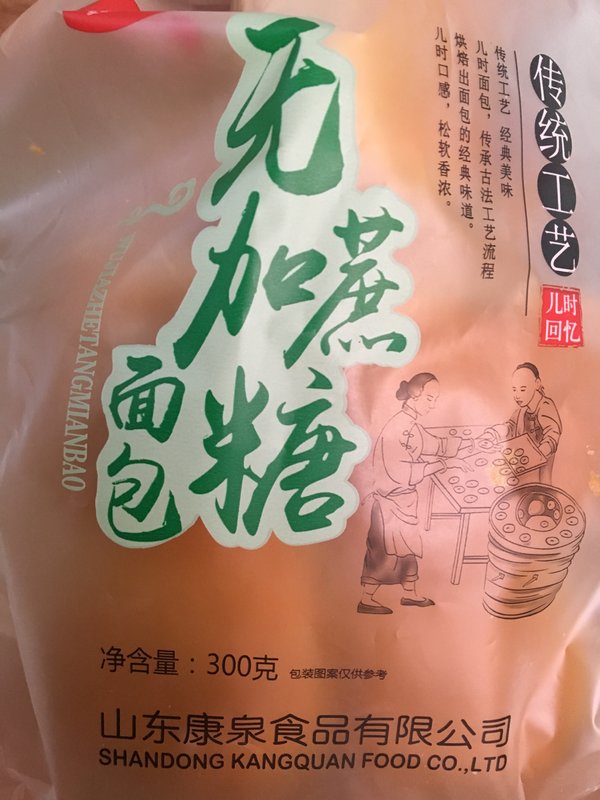 无加蔗糖
面包
WUJIAZHETANGMIANBAO
传统工艺
儿时
回忆
传统工艺 经典美味
儿时面包，传承古法工艺流程
烘焙出面包的经典味道。
儿时口感，松软香浓。
净含量：300克 包装图案仅供参考
山东康泉食品有限公司
SHANDONG KANGQUAN FOOD CO.,LTD